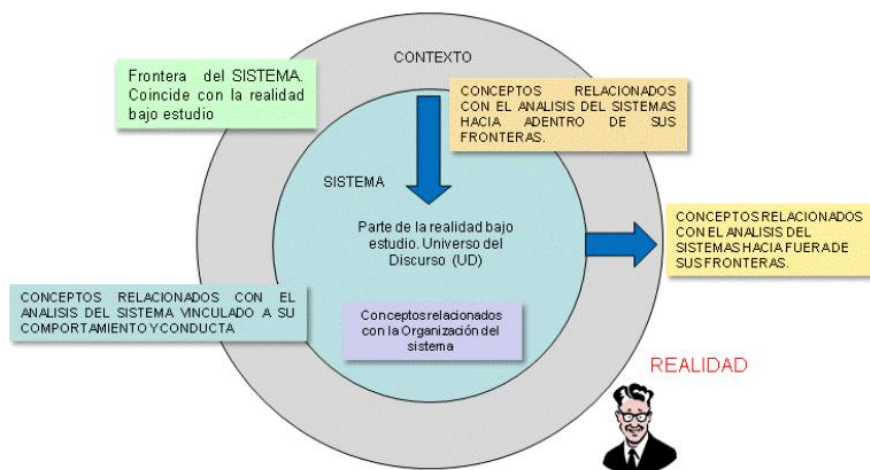 CONTEXTO
Frontera del SISTEMA.
Coincide con la realidad
bajo estudio
CONCEPTOS RELACIONADOS
CON EL ANALISIS DEL SISTEMAS
HACIA ADENTRO DE SUS
FRONTERAS.
SISTEMA
Parte de la realidad bajo
estudio. Universo del
Discurso (UD)
CONCEPTOS RELACIONADOS
CON EL ANALISIS DEL
SISTEMAS HACIA FUERA DE
SUS FRONTERAS.
CONCEPTOS RELACIONADOS CON EL
ANALISIS DEL SISTEMA VINCULADO A SU
COMPORTAMIENTO Y CONDUCTA
Conceptos relacionados
con la Organización del
sistema
REALIDAD